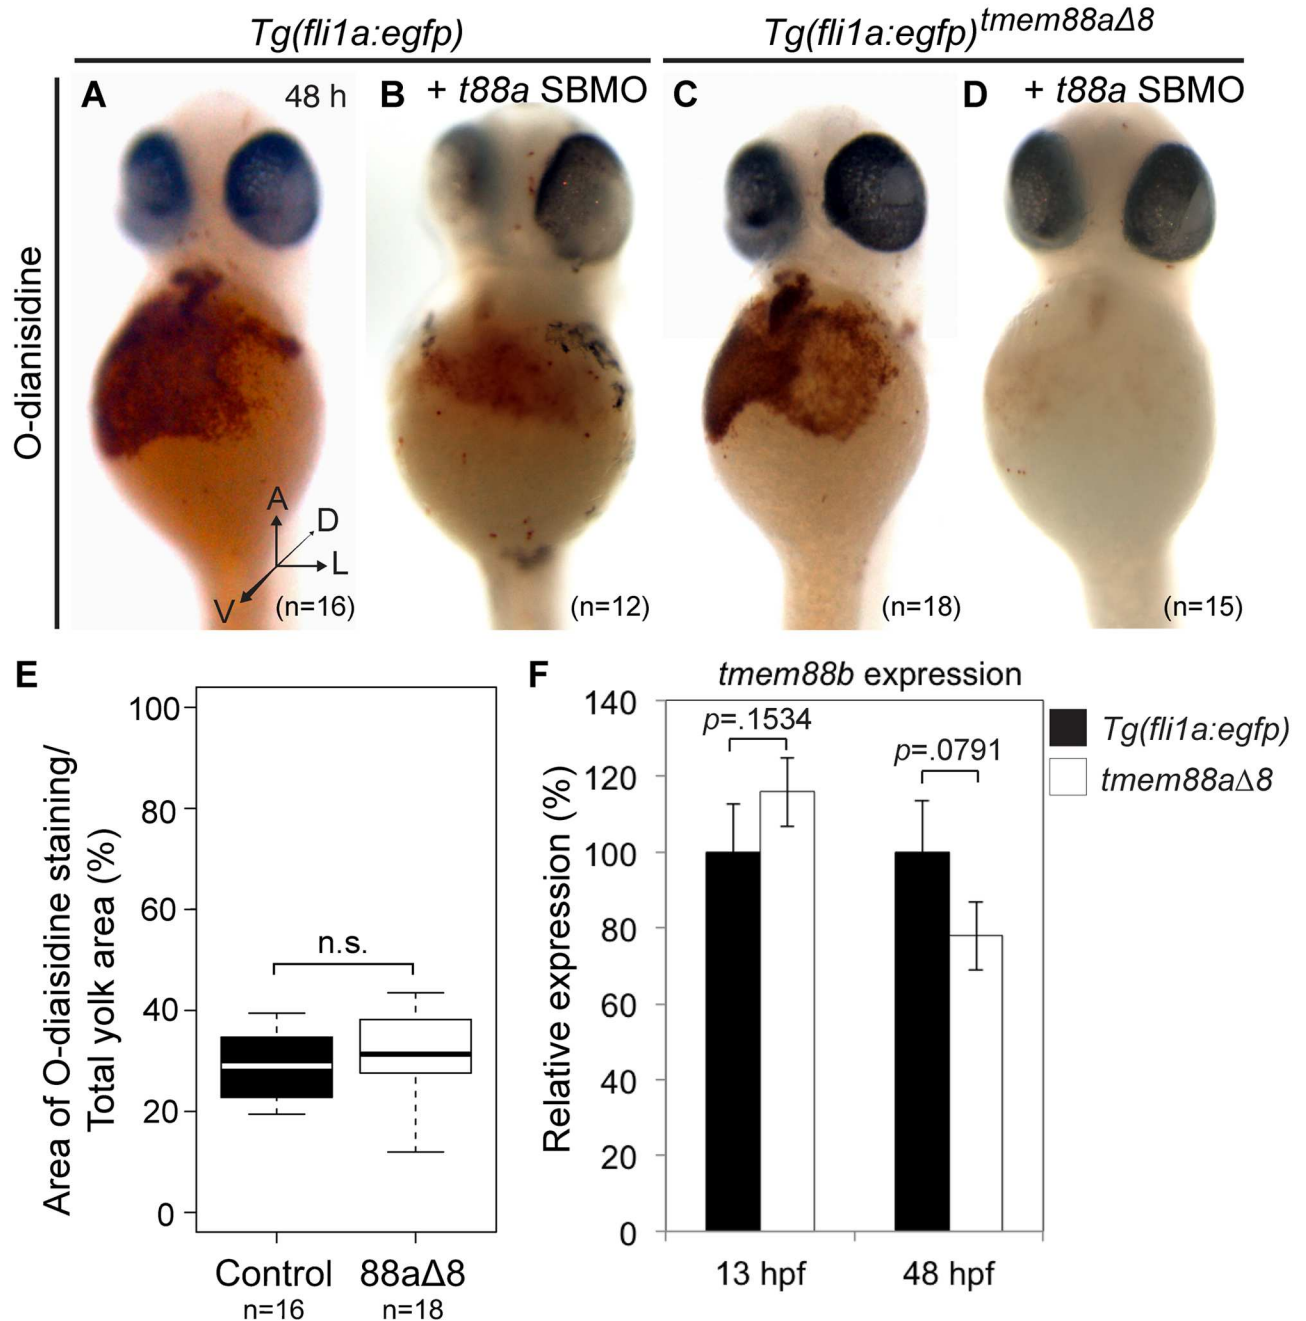 Tg(fli1a:egfp)
Tg(fli1a:egfp)tmem88aΔ8
O-dianisidine
A
48 h
B
+ t88a SBMO
C
D
+ t88a SBMO
A
D
L
V
(n=16)
(n=12)
(n=18)
(n=15)
E
Area of O-diaisidine staining/
Total yolk area (%)
100
80
60
40
20
0
n.s.
Control
88aΔ8
n=16
n=18
F
tmem88b expression
Relative expression (%)
140
120
100
80
60
40
20
0
p=.1534
p=.0791
13 hpf
48 hpf
Tg(fli1a:egfp)
tmem88aΔ8